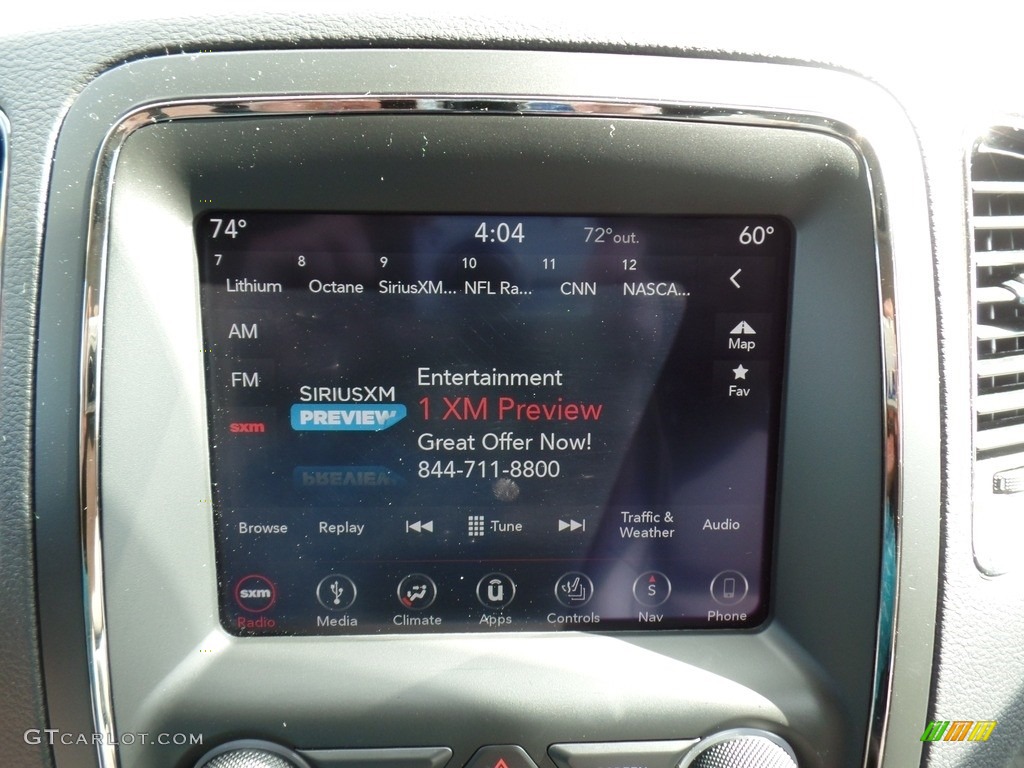 74° 4:04 72°out. 60°
7 8 9 10 11 12
Lithium Octane SiriusXM... NFL Ra... CNN NASCA...
AM
Map
FM
Fav
sxm
SIRIUSXM
PREVIEW
Entertainment
1 XM Preview
Great Offer Now!
844-711-8800
Browse Replay Tune Traffic &
Weather Audio
sxm S
Radio Media Climate Apps Controls Nav Phone
GTCARLOT.COM